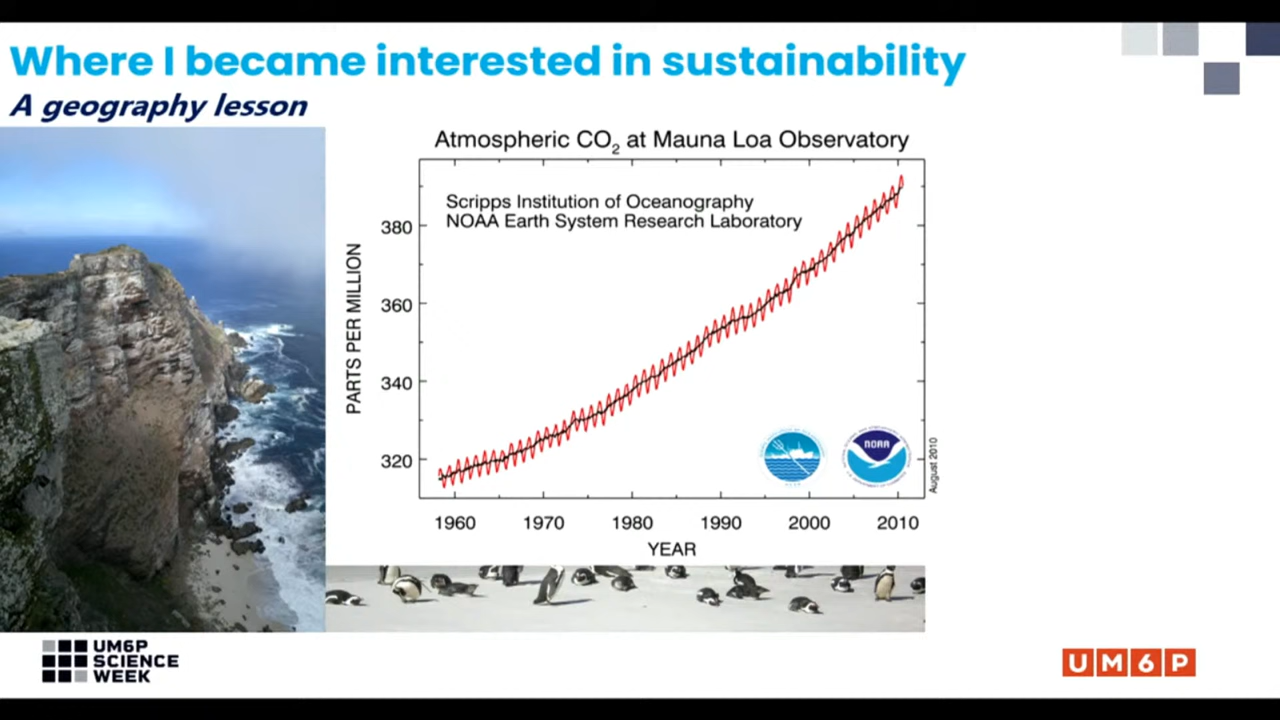 Where I became interested in sustainability
A geography lesson
Atmospheric CO₂ at Mauna Loa Observatory
Scripps Institution of Oceanography
NOAA Earth System Research Laboratory
PARTS PER MILLION
380
360
340
320
NOAA
August 2010
1960 1970 1980 1990 2000 2010
YEAR
UM6P
SCIENCE
WEEK
UM6P